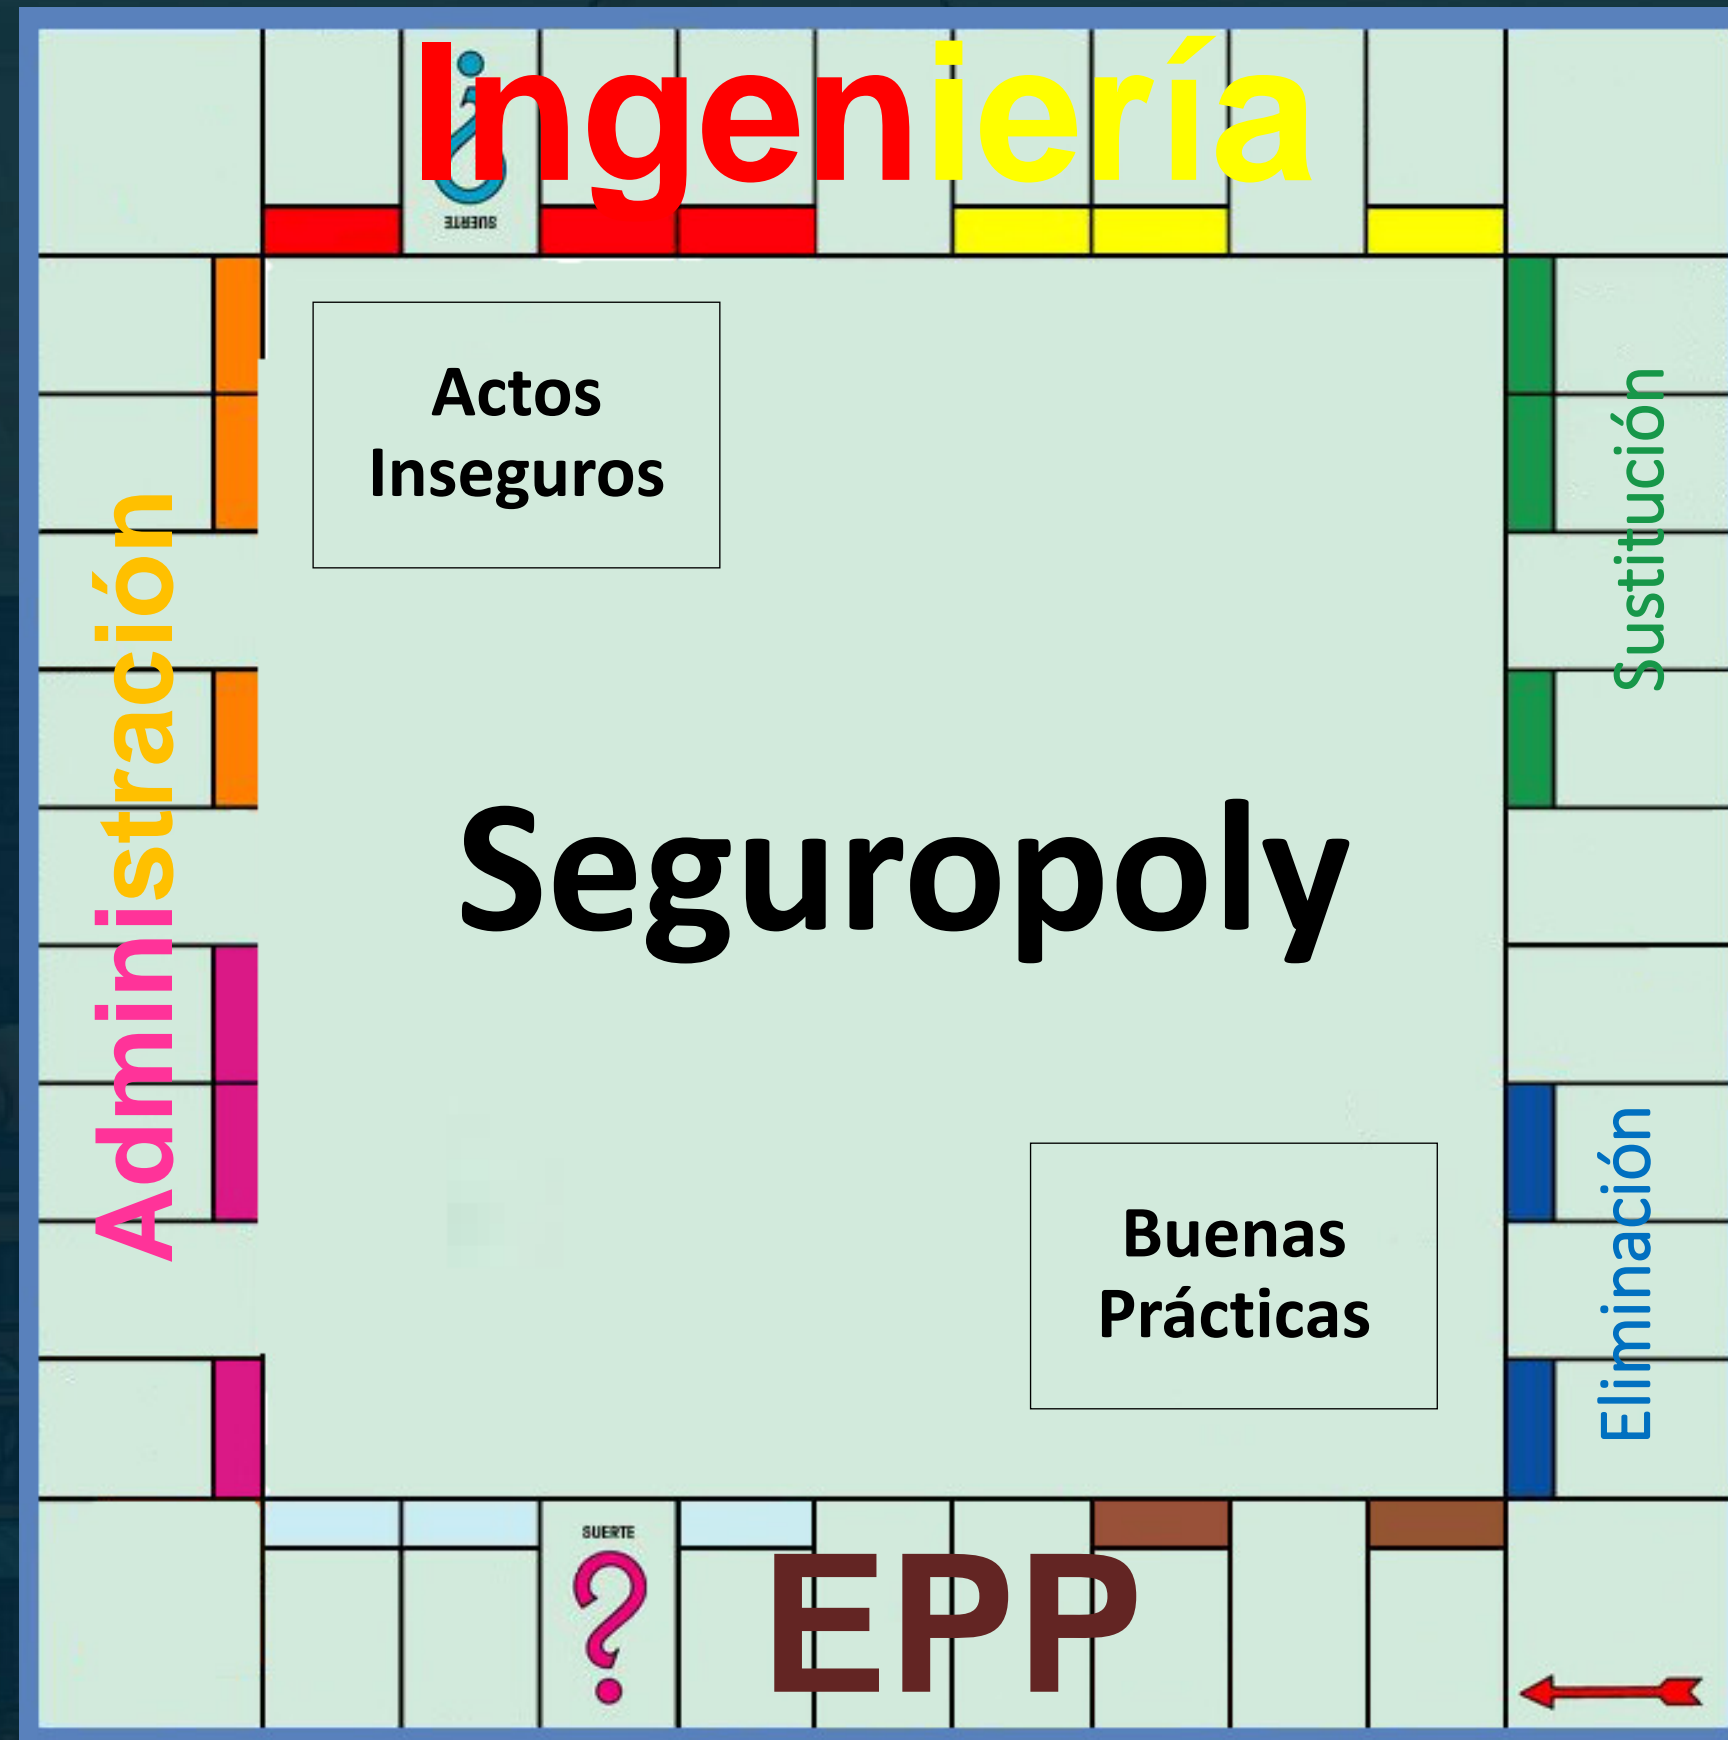 Ingeniería
SUERTE
Actos
Inseguros
Administración
Sustitución
Seguropoly
Buenas
Prácticas
Eliminación
SUERTE
EPP